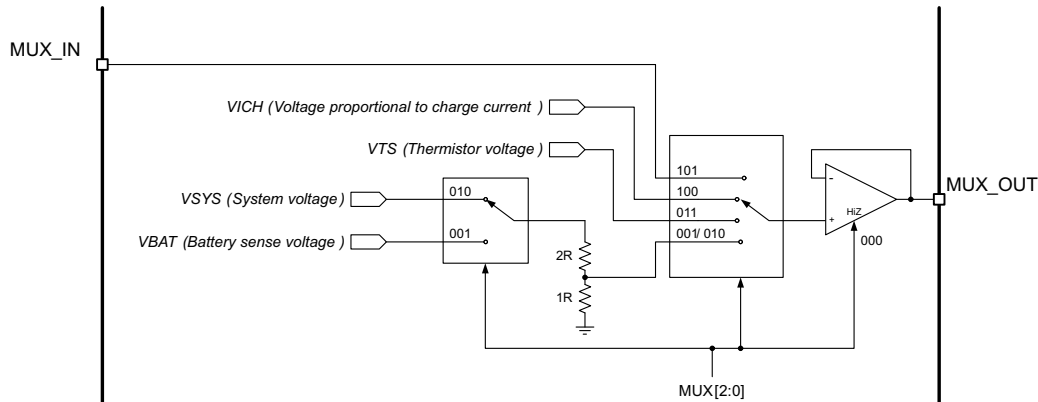 MUX_IN
VICH (Voltage proportional to charge current )
VTS (Thermistor voltage )
101
100
011
001/ 010
-
+
HiZ
000
MUX_OUT
VSYS (System voltage)
010
VBAT (Battery sense voltage )
001
2R
1R
MUX[2:0]